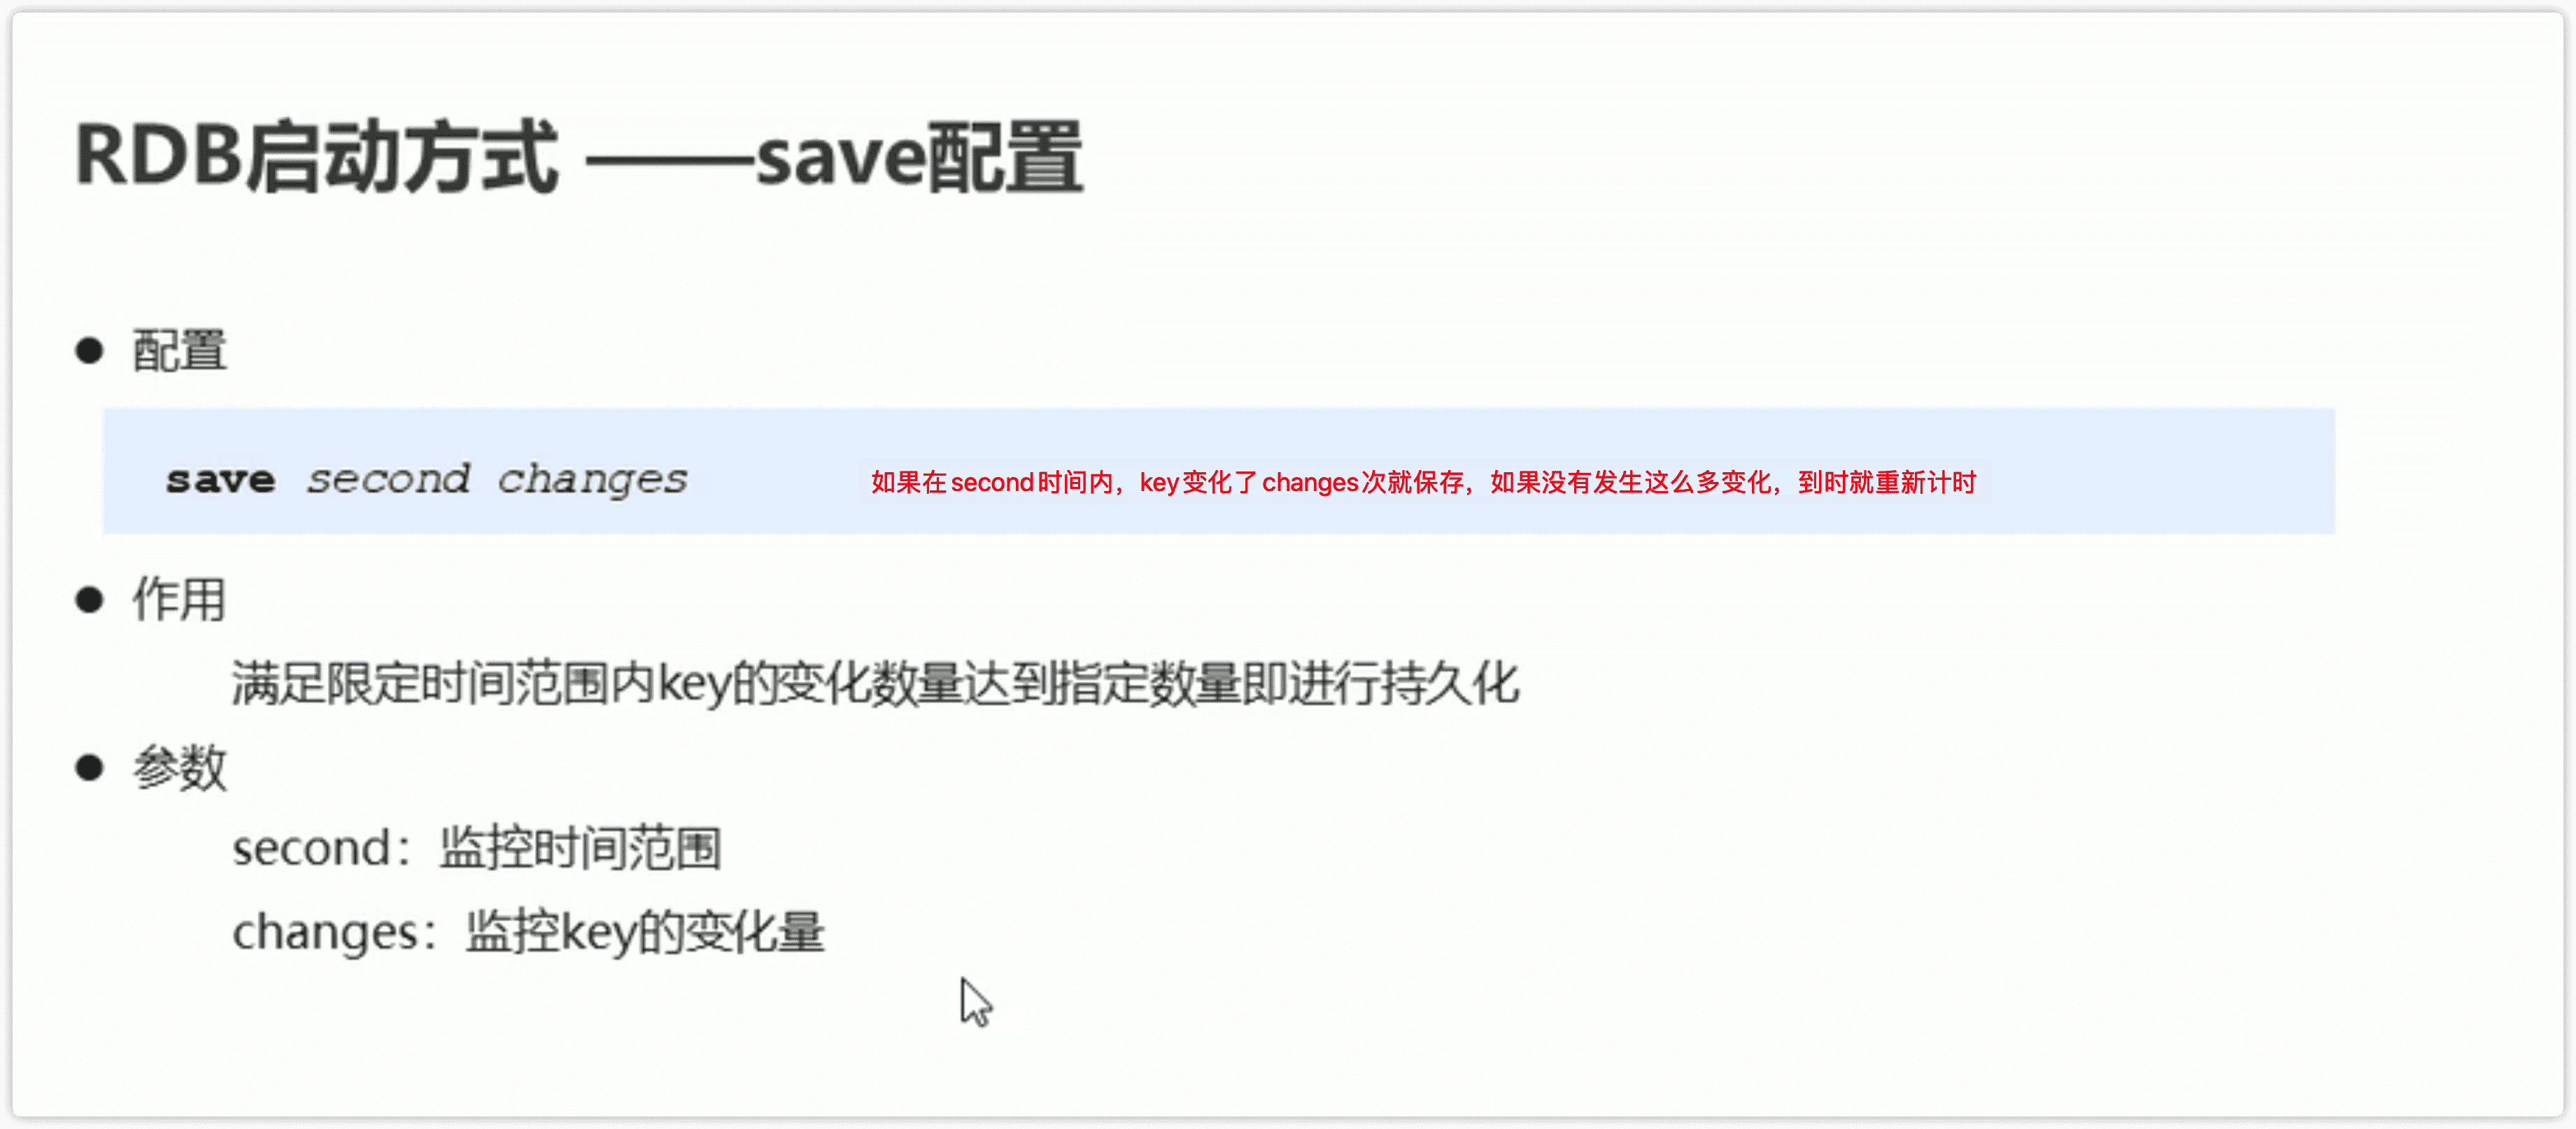 RDB启动方式 ——save配置
● 配置
save second changes 如果在second时间内，key变化了changes次就保存，如果没有发生这么多变化，到时就重新计时
● 作用
满足限定时间范围内key的变化数量达到指定数量即进行持久化
● 参数
second：监控时间范围
changes：监控key的变化量